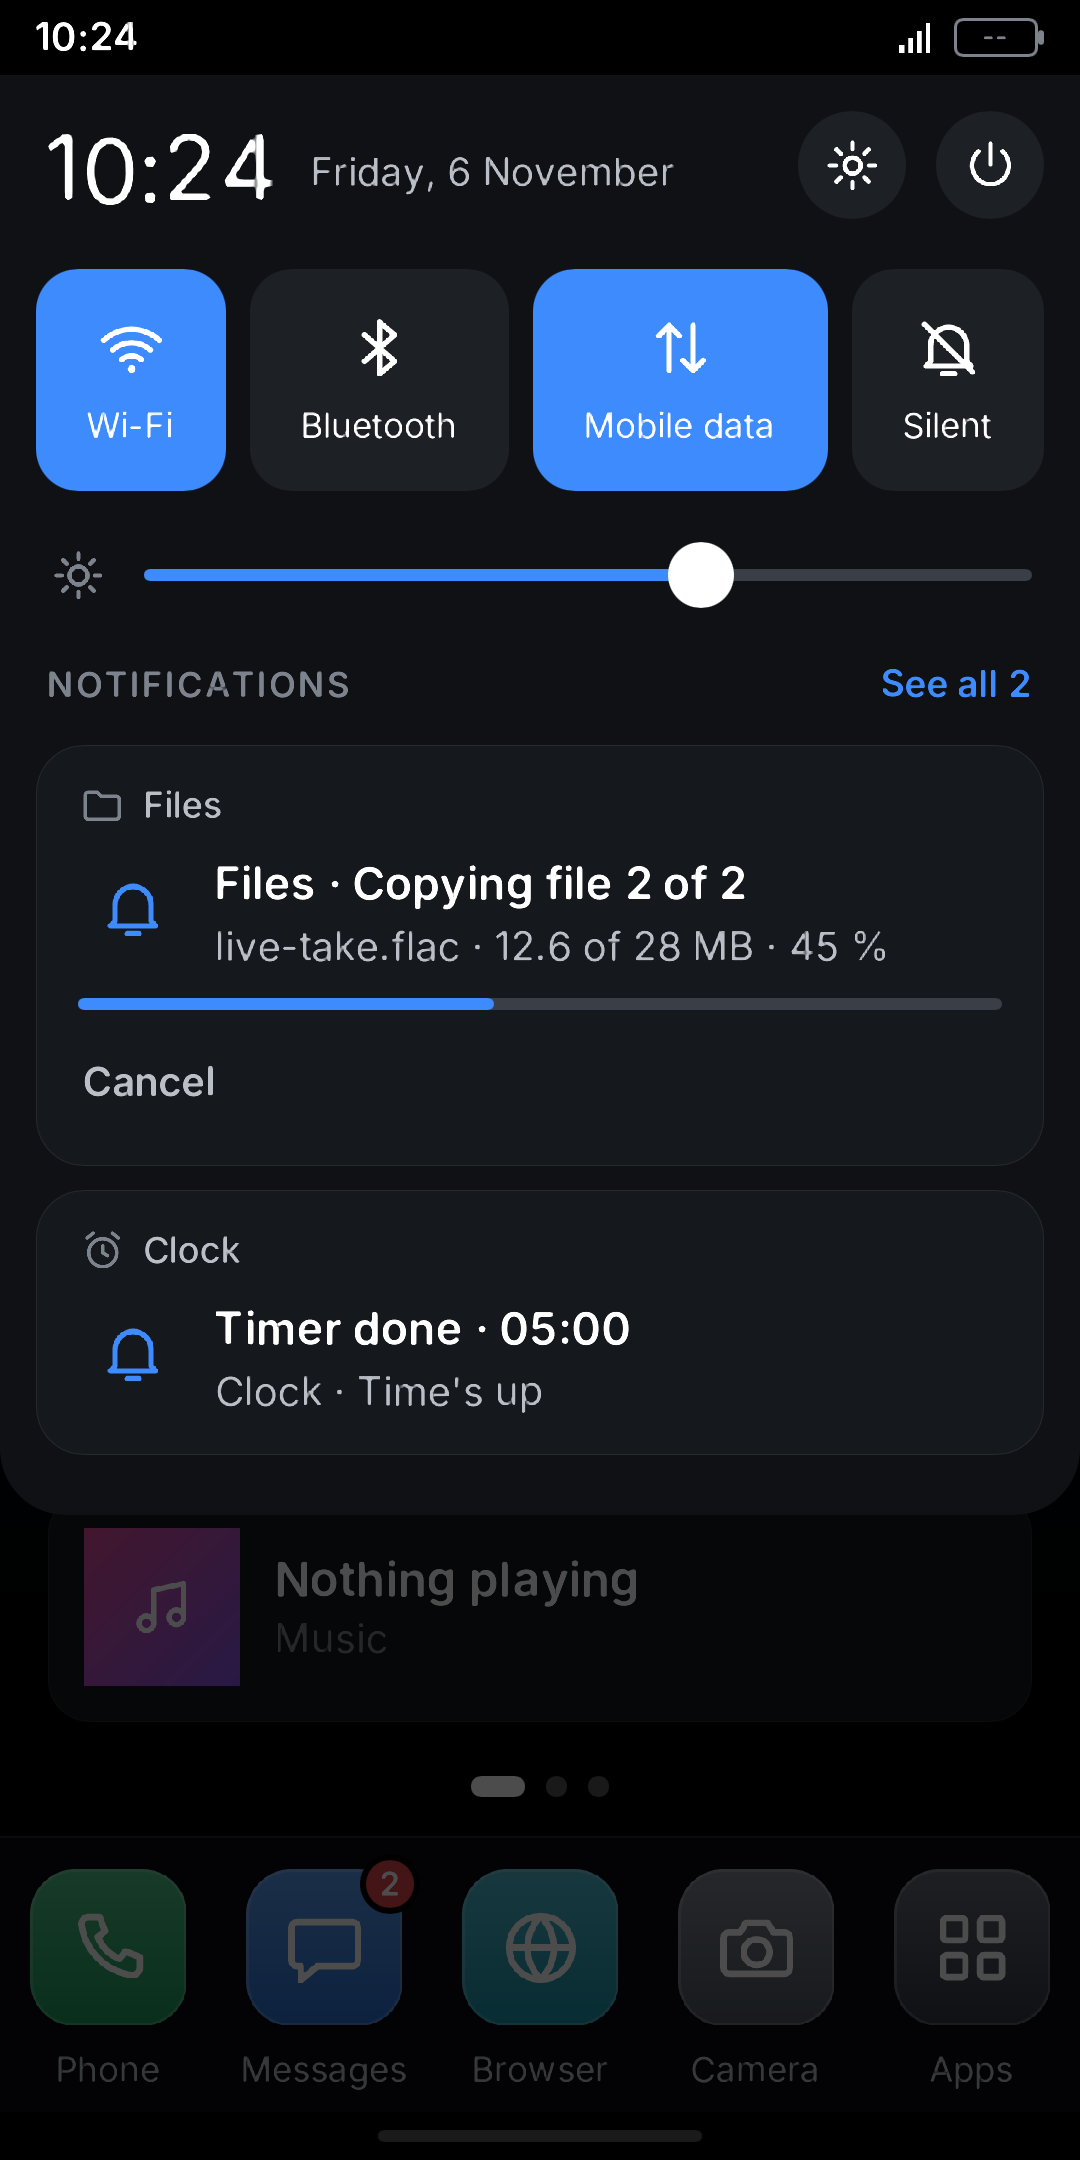 10:24
--
10:24 Friday, 6 November
Wi-Fi Bluetooth Mobile data Silent
NOTIFICATIONS See all 2
Files
Files · Copying file 2 of 2
live-take.flac · 12.6 of 28 MB · 45 %
Cancel
Clock
Timer done · 05:00
Clock · Time's up
Nothing playing
Music
2
Phone Messages Browser Camera Apps